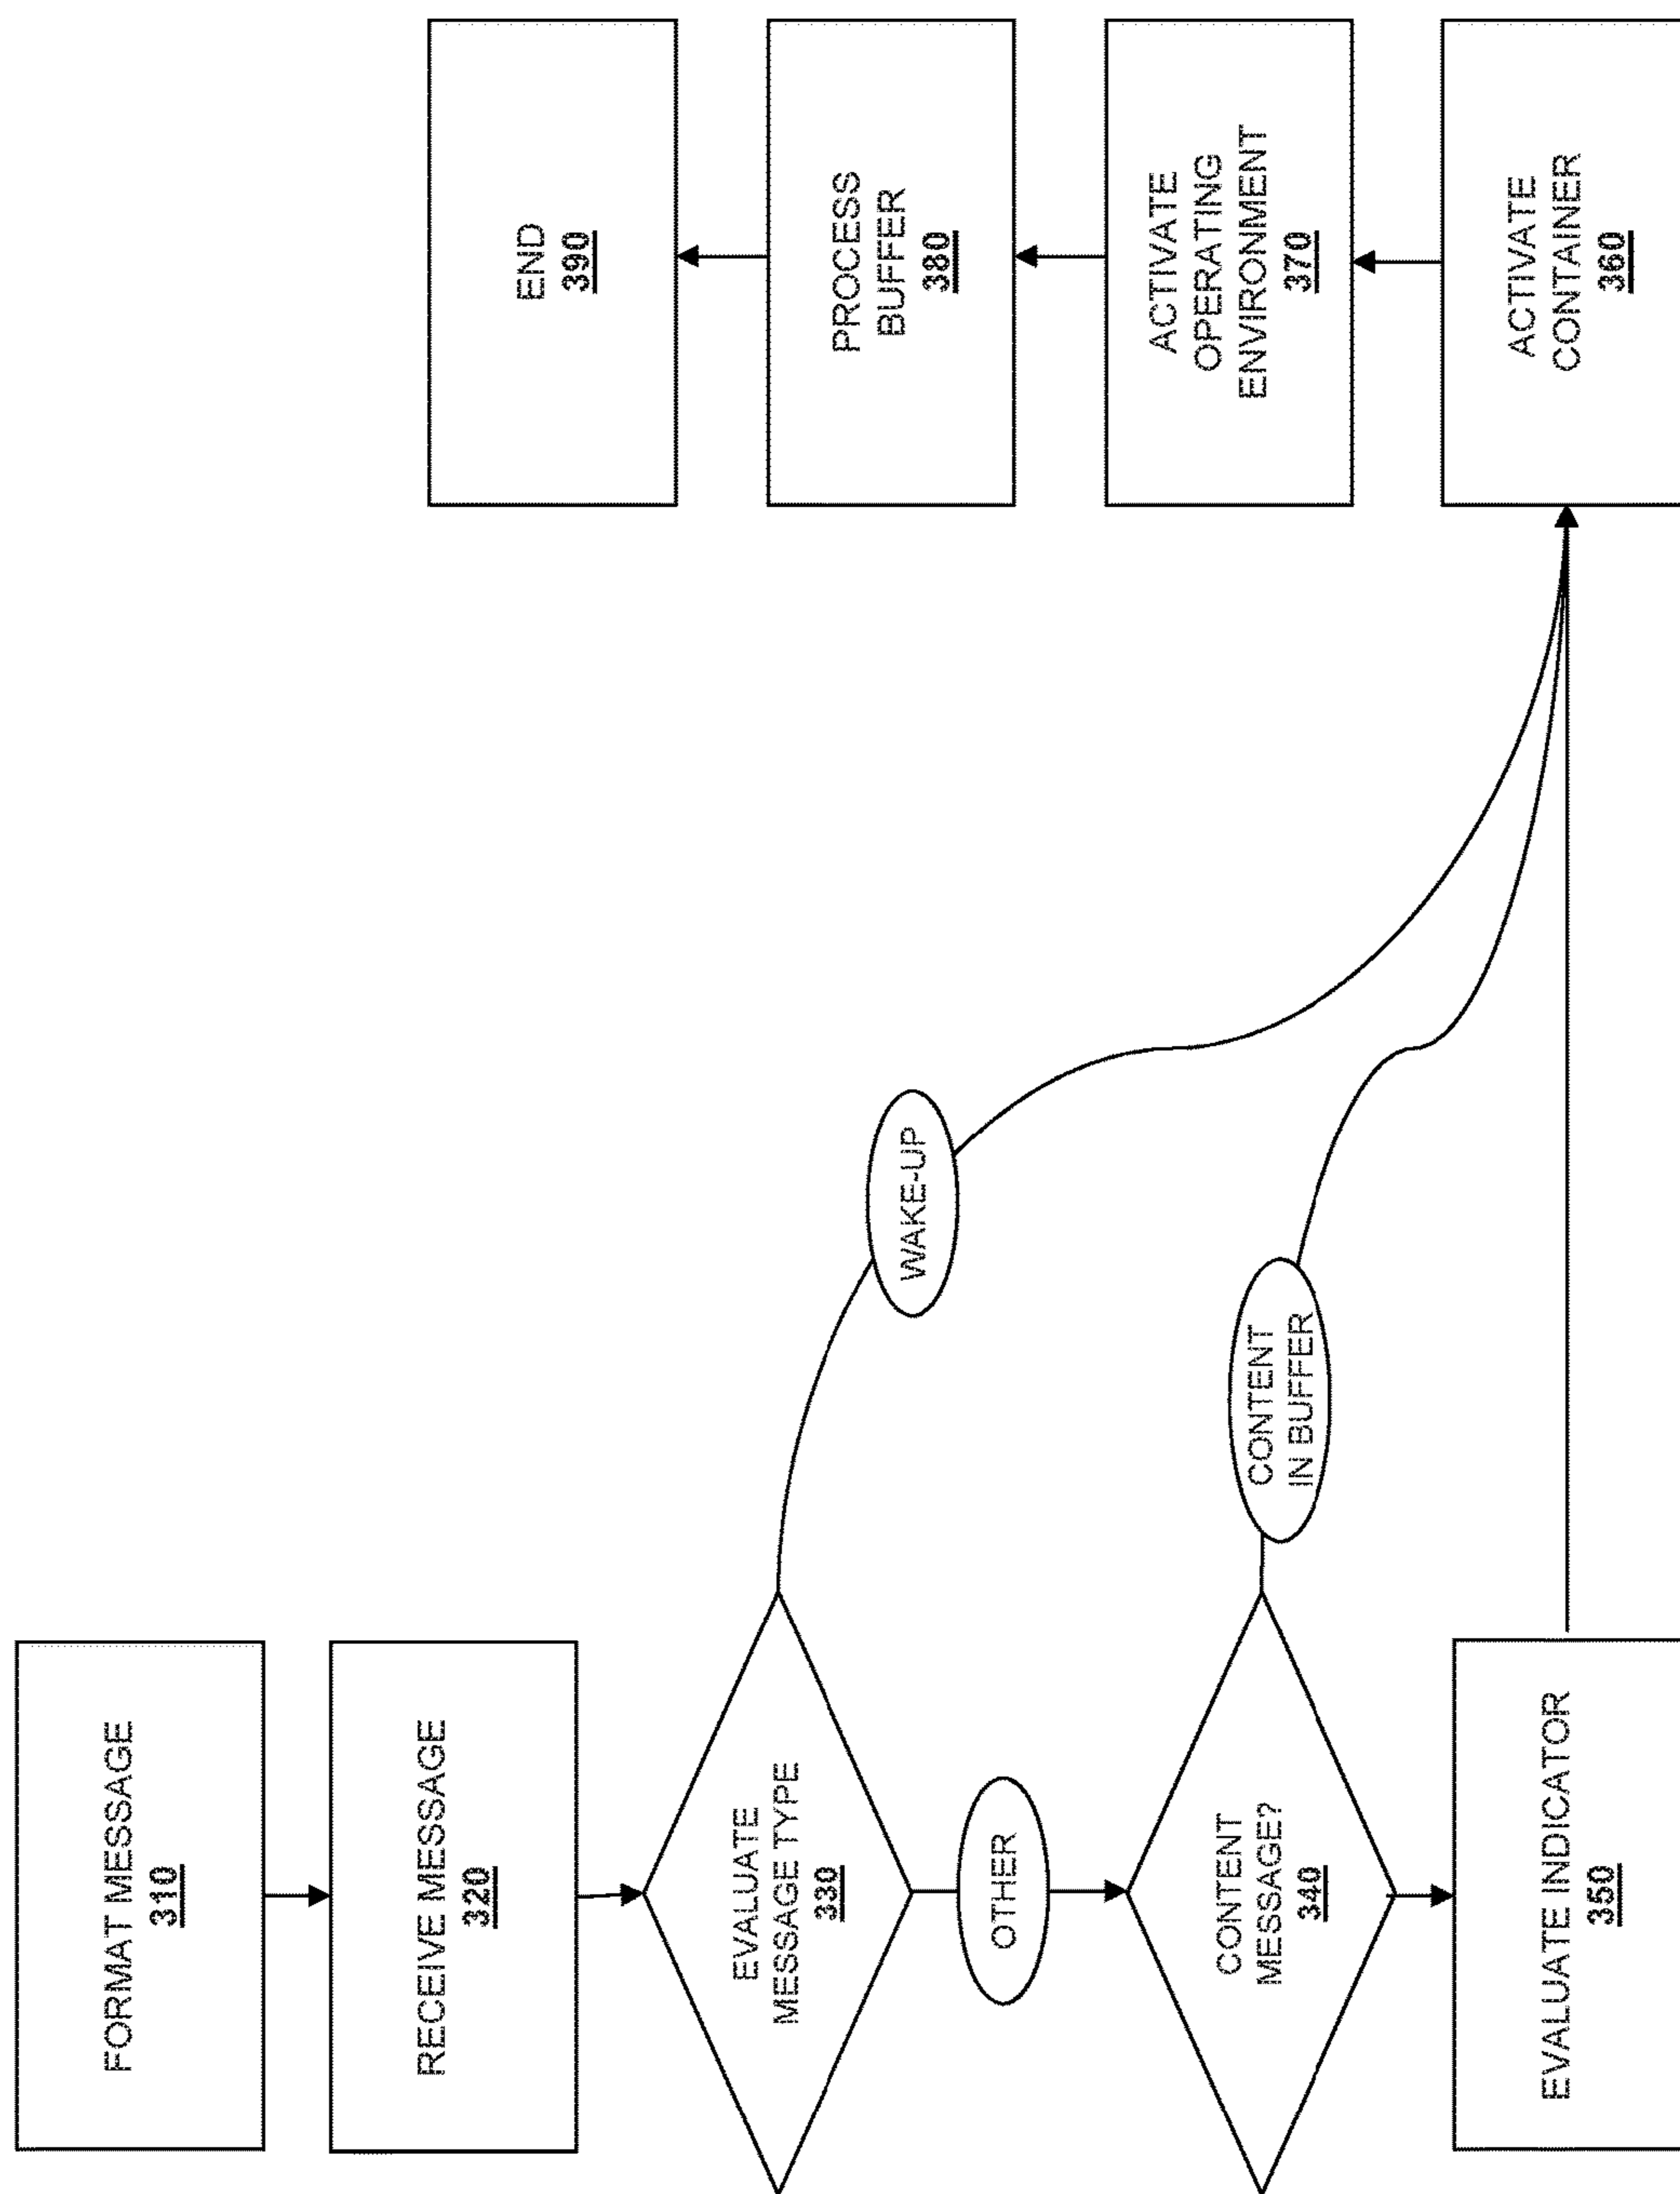 FORMAT MESSAGE
310
RECEIVE MESSAGE
320
EVALUATE
MESSAGE TYPE
330
WAKE-UP
OTHER
CONTENT
MESSAGE?
340
CONTENT
IN BUFFER
EVALUATE INDICATOR
350
ACTIVATE
CONTAINER
360
ACTIVATE
OPERATING
ENVIRONMENT
370
PROCESS
BUFFER
380
END
390